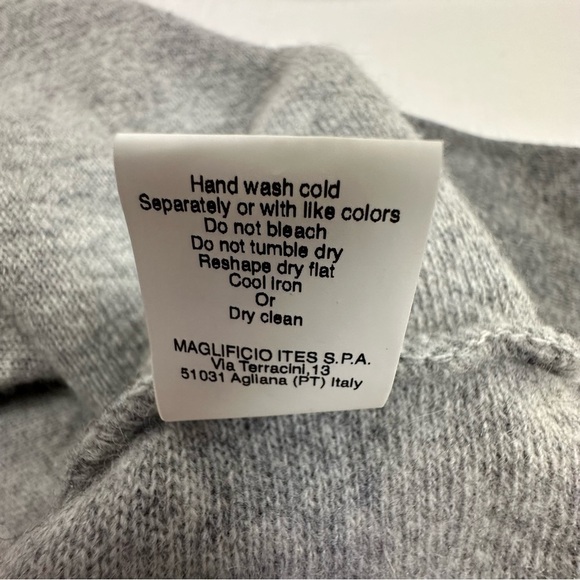 Hand wash cold
Separately or with like colors
Do not bleach
Do not tumble dry
Reshape dry flat
Cool Iron
Or
Dry clean
MAGLIFICIO ITES S.P.A.
Via Terracini,13
51031 Agliana (PT) Italy